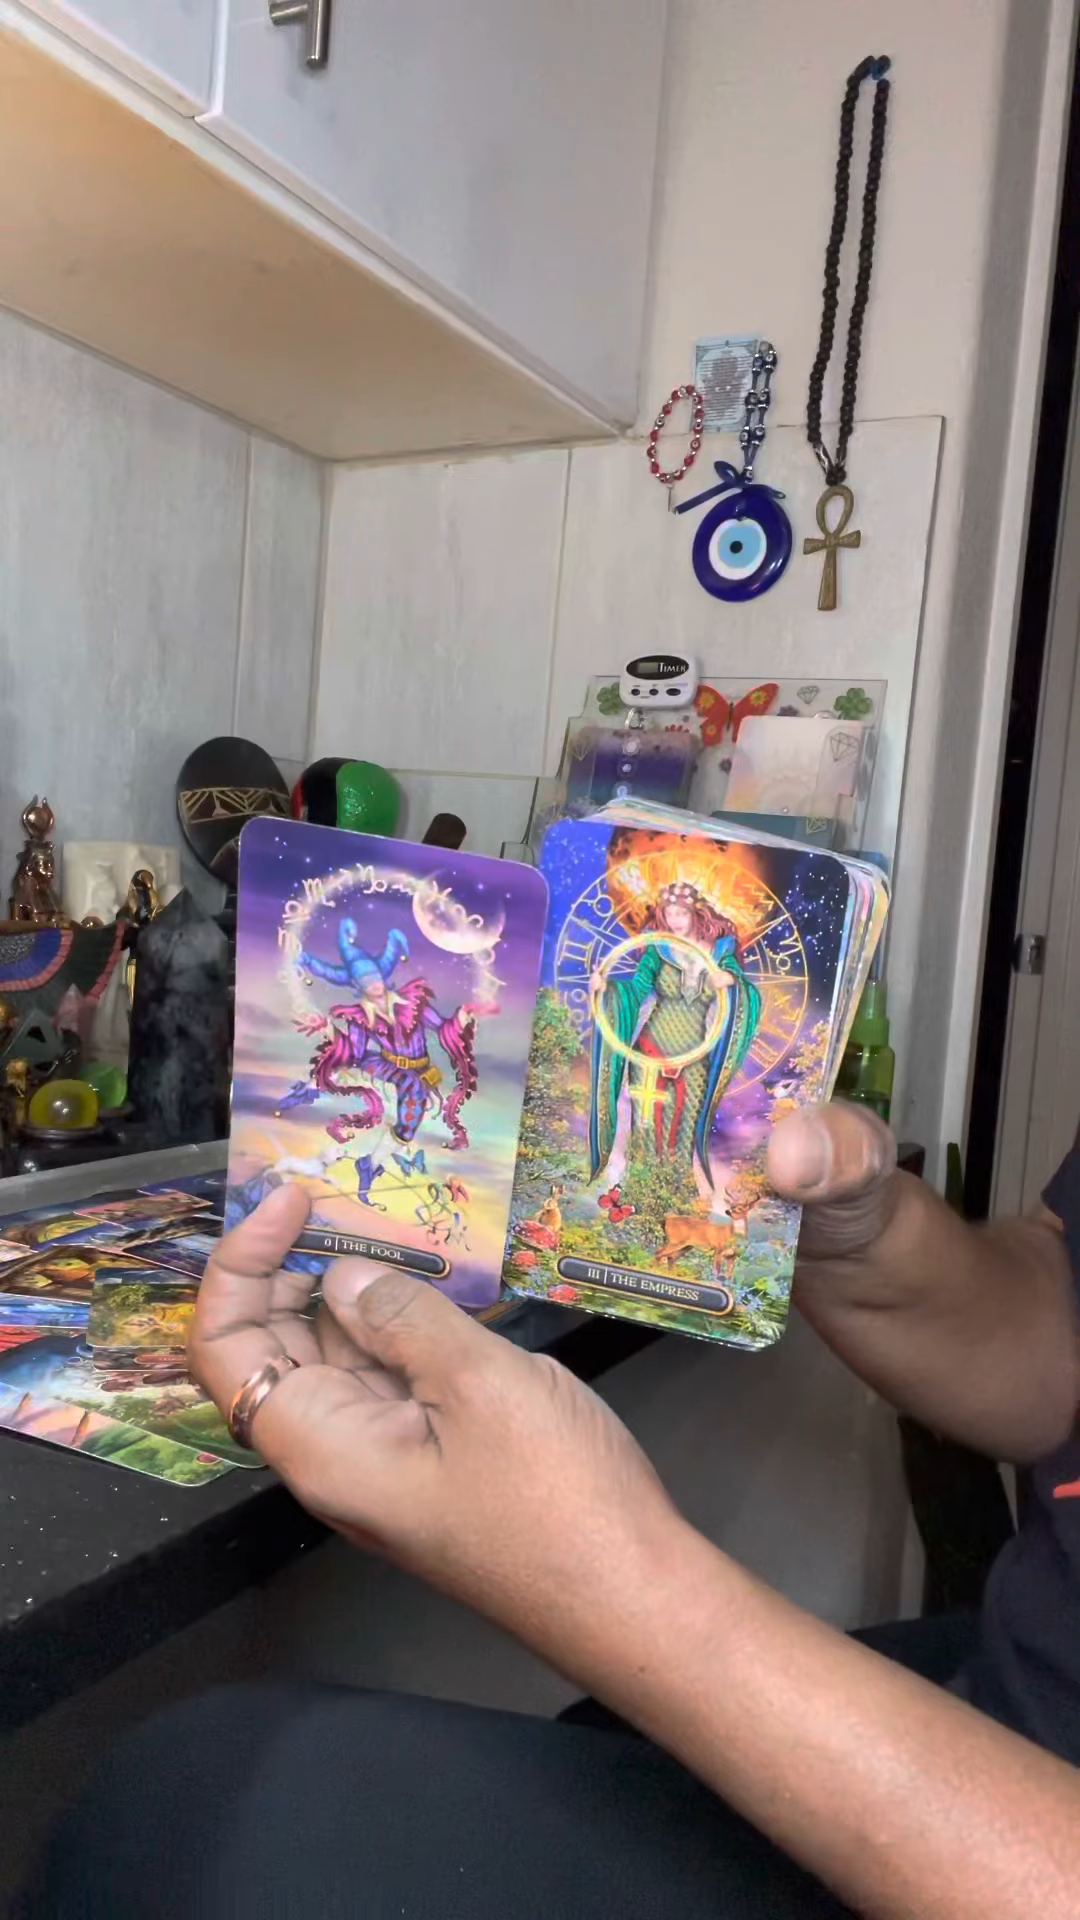 TIMER
0 | THE FOOL
III | THE EMPRESS